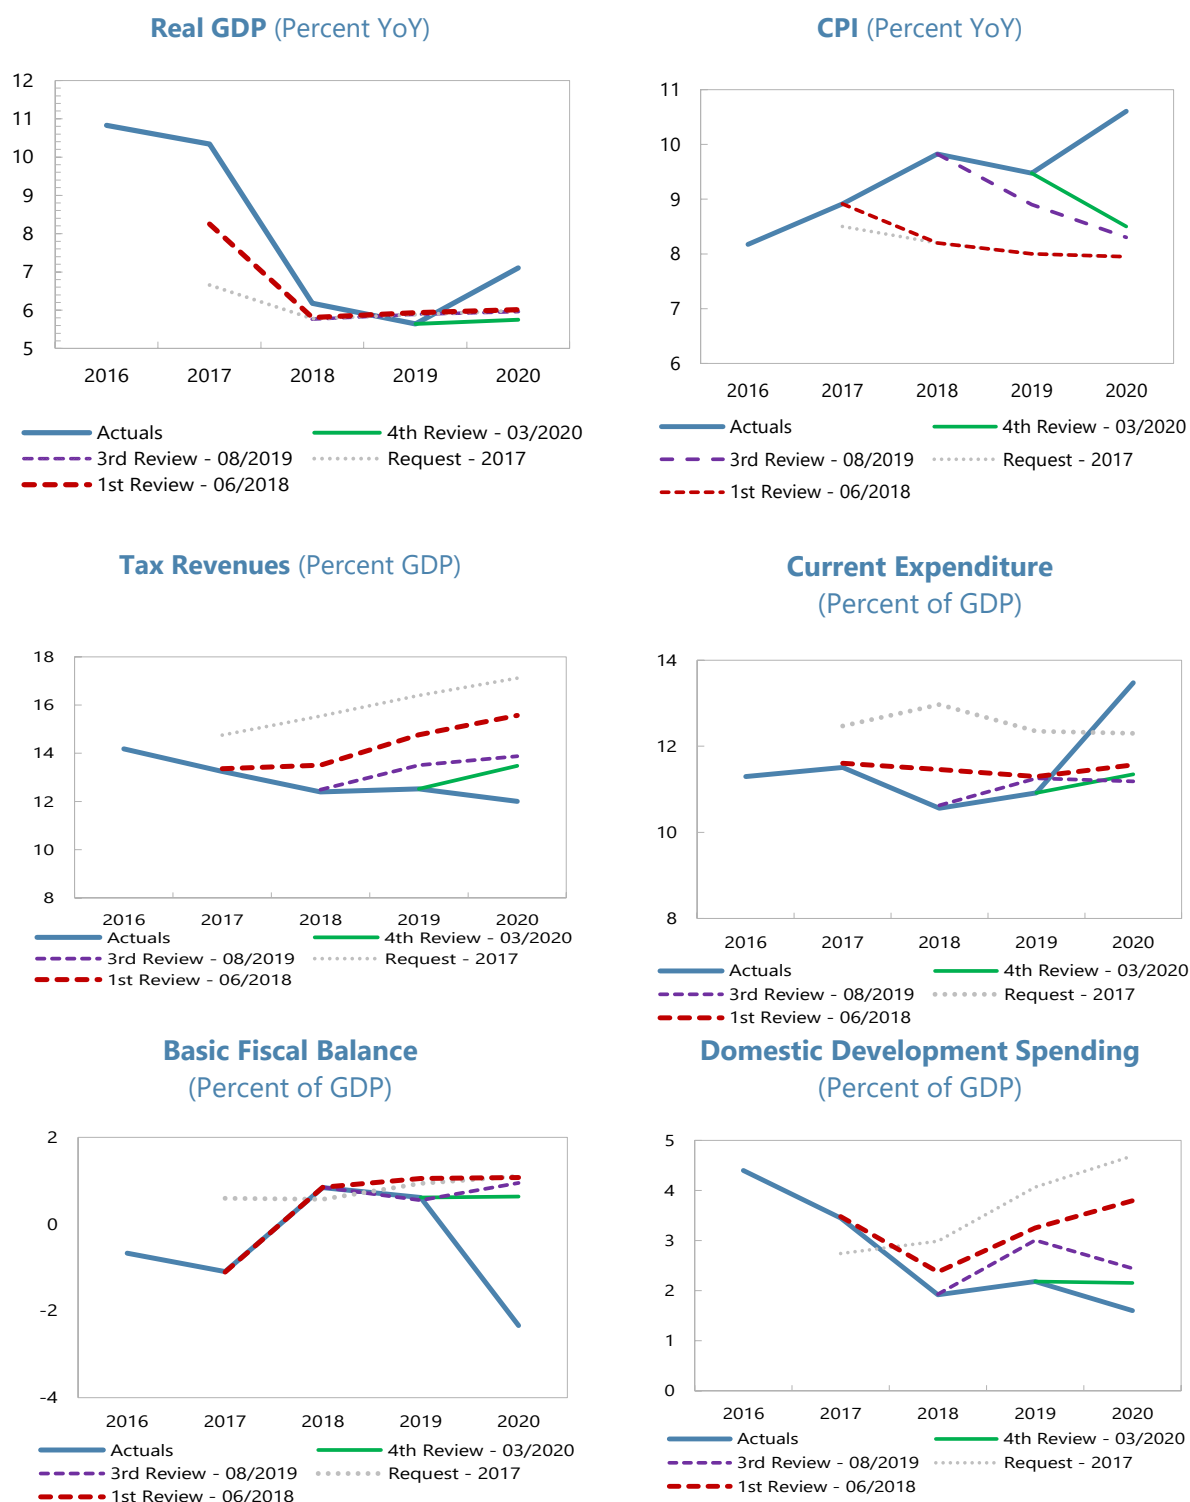 Real GDP (Percent YoY)
12
11
10
9
8
7
6
5
2016 2017 2018 2019 2020
Actuals 4th Review - 03/2020
3rd Review - 08/2019 Request - 2017
1st Review - 06/2018
CPI (Percent YoY)
11
10
9
8
7
6
2016 2017 2018 2019 2020
Actuals 4th Review - 03/2020
3rd Review - 08/2019 Request - 2017
1st Review - 06/2018
Tax Revenues (Percent GDP)
18
16
14
12
10
8
2016 2017 2018 2019 2020
Actuals 4th Review - 03/2020
3rd Review - 08/2019 Request - 2017
1st Review - 06/2018
Current Expenditure
(Percent of GDP)
14
12
10
8
2016 2017 2018 2019 2020
Actuals 4th Review - 03/2020
3rd Review - 08/2019 Request - 2017
1st Review - 06/2018
Basic Fiscal Balance
(Percent of GDP)
2
0
-2
-4
2016 2017 2018 2019 2020
Actuals 4th Review - 03/2020
3rd Review - 08/2019 Request - 2017
1st Review - 06/2018
Domestic Development Spending
(Percent of GDP)
5
4
3
2
1
0
2016 2017 2018 2019 2020
Actuals 4th Review - 03/2020
3rd Review - 08/2019 Request - 2017
1st Review - 06/2018